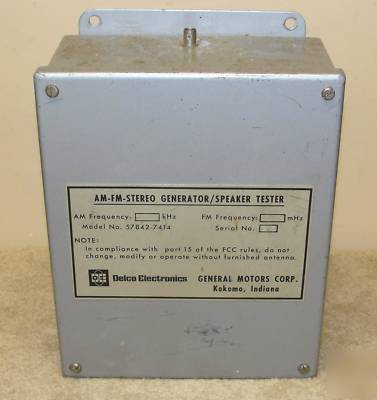 AM-FM-STEREO GENERATOR/SPEAKER TESTER
AM Frequency: kHz FM Frequency: mHz
Model No. 57842-7414 Serial No.
NOTE:
In compliance with part 15 of the FCC rules, do not
change, modify or operate without furnished antenna.
Delco Electronics GENERAL MOTORS CORP.
Kokomo, Indiana